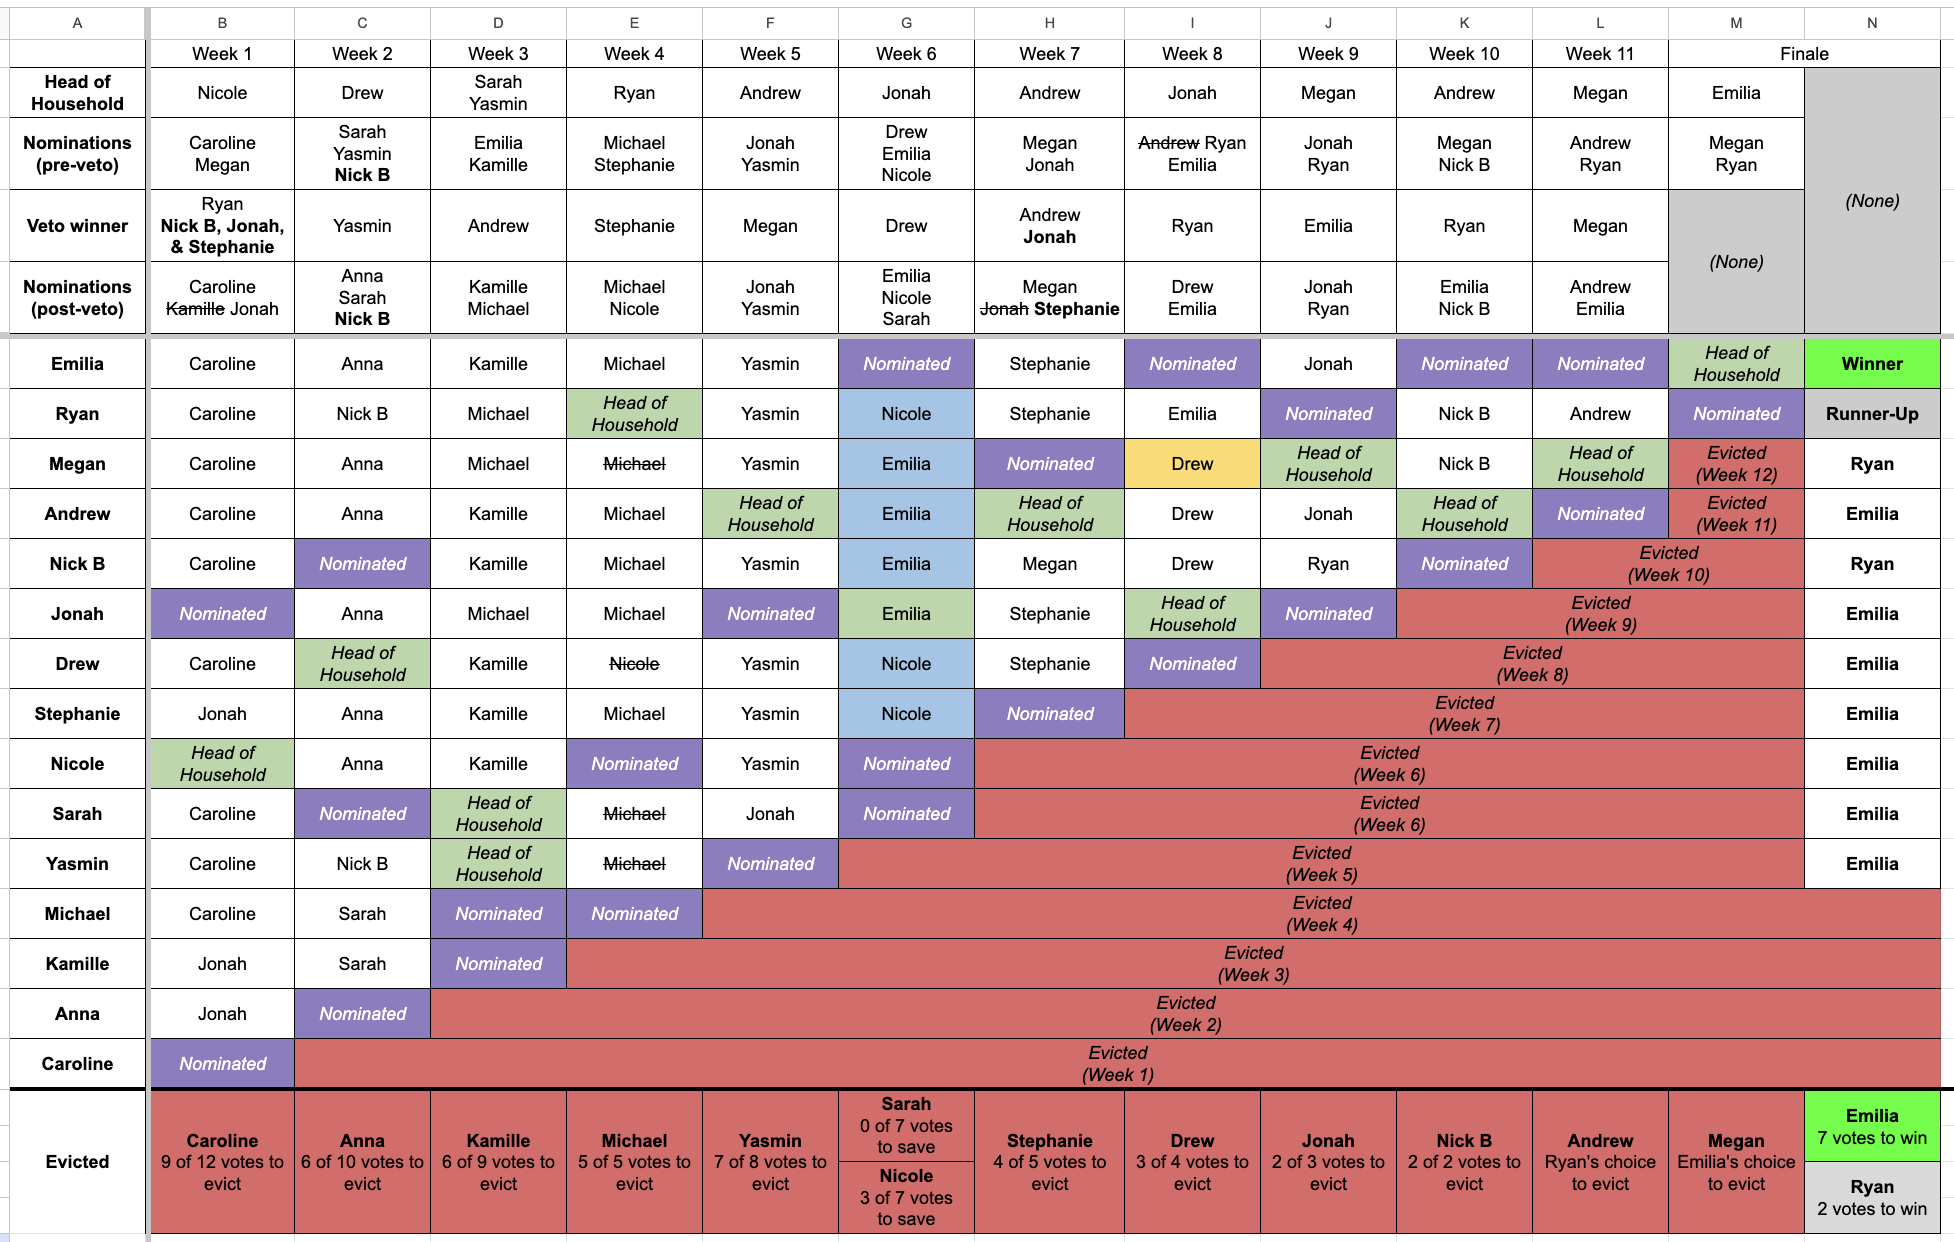 A B C D E F G H I J K L M N
Week 1 Week 2 Week 3 Week 4 Week 5 Week 6 Week 7 Week 8 Week 9 Week 10 Week 11 Finale
Head of
Household
Nicole
Drew
Sarah
Yasmin
Ryan
Andrew
Jonah
Andrew
Jonah
Megan
Andrew
Megan
Emilia
(None)
Nominations
(pre-veto)
Caroline
Megan
Sarah
Yasmin
Nick B
Emilia
Kamille
Michael
Stephanie
Jonah
Yasmin
Drew
Emilia
Nicole
Megan
Jonah
Andrew Ryan
Emilia
Jonah
Ryan
Megan
Nick B
Andrew
Ryan
Megan
Ryan
Veto winner
Ryan
Nick B, Jonah,
& Stephanie
Yasmin
Andrew
Stephanie
Megan
Drew
Andrew
Jonah
Ryan
Emilia
Ryan
Megan
(None)
Nominations
(post-veto)
Caroline
Kamille Jonah
Anna
Sarah
Nick B
Kamille
Michael
Michael
Nicole
Jonah
Yasmin
Emilia
Nicole
Sarah
Megan
Jonah Stephanie
Drew
Emilia
Jonah
Ryan
Emilia
Nick B
Andrew
Emilia
Emilia
Caroline
Anna
Kamille
Michael
Yasmin
Nominated
Stephanie
Nominated
Jonah
Nominated
Nominated
Head of
Household
Winner
Ryan
Caroline
Nick B
Michael
Head of
Household
Yasmin
Nicole
Stephanie
Emilia
Nominated
Nick B
Andrew
Nominated
Runner-Up
Megan
Caroline
Anna
Michael
Michael
Yasmin
Emilia
Nominated
Drew
Head of
Household
Nick B
Head of
Household
Evicted
(Week 12)
Ryan
Andrew
Caroline
Anna
Kamille
Michael
Head of
Household
Emilia
Head of
Household
Drew
Jonah
Head of
Household
Nominated
Evicted
(Week 11)
Emilia
Nick B
Caroline
Nominated
Kamille
Michael
Yasmin
Emilia
Megan
Drew
Ryan
Nominated
Evicted
(Week 10)
Ryan
Jonah
Nominated
Anna
Michael
Michael
Nominated
Emilia
Stephanie
Head of
Household
Nominated
Evicted
(Week 9)
Emilia
Drew
Caroline
Head of
Household
Kamille
Nicole
Yasmin
Nicole
Stephanie
Nominated
Evicted
(Week 8)
Emilia
Stephanie
Jonah
Anna
Kamille
Michael
Yasmin
Nicole
Nominated
Evicted
(Week 7)
Emilia
Nicole
Head of
Household
Anna
Kamille
Nominated
Yasmin
Nominated
Evicted
(Week 6)
Emilia
Sarah
Caroline
Nominated
Head of
Household
Michael
Jonah
Nominated
Evicted
(Week 6)
Emilia
Yasmin
Caroline
Nick B
Head of
Household
Michael
Nominated
Evicted
(Week 5)
Emilia
Michael
Caroline
Sarah
Nominated
Nominated
Evicted
(Week 4)
Kamille
Jonah
Sarah
Nominated
Evicted
(Week 3)
Anna
Jonah
Nominated
Evicted
(Week 2)
Caroline
Nominated
Evicted
(Week 1)
Evicted
Caroline
9 of 12 votes to
evict
Anna
6 of 10 votes to
evict
Kamille
6 of 9 votes to
evict
Michael
5 of 5 votes to
evict
Yasmin
7 of 8 votes to
evict
Sarah
0 of 7 votes
to save
Nicole
3 of 7 votes
to save
Stephanie
4 of 5 votes to
evict
Drew
3 of 4 votes to
evict
Jonah
2 of 3 votes to
evict
Nick B
2 of 2 votes to
evict
Andrew
Ryan's choice
to evict
Megan
Emilia's choice
to evict
Emilia
7 votes to win
Ryan
2 votes to win